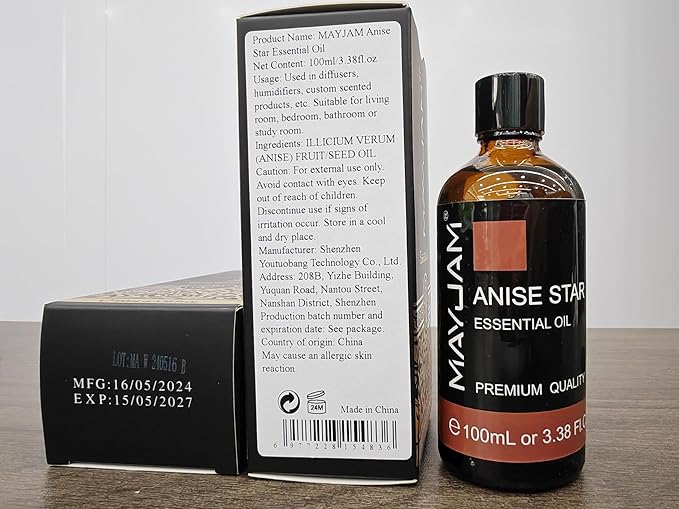 Product Name: MAYJAM Anise
Star Essential Oil
Net Content: 100ml/3.38fl.oz
Usage: Used in diffusers,
humidifiers, custom scented
products, etc. Suitable for living
room, bedroom, bathroom or
study room.
Ingredients: ILLICIUM VERUM
(ANISE) FRUIT/SEED OIL
Caution: For external use only.
Avoid contact with eyes. Keep
out of reach of children.
Discontinue use if signs of
irritation occur. Store in a cool
and dry place.
Manufacturer: Shenzhen
Youtuobang Technology Co., Ltd.
Address: 208B, Yizhe Building,
Yuquan Road, Nantou Street,
Nanshan District, Shenzhen
Production batch number and
expiration date: See package.
Country of origin: China
May cause an allergic skin
reaction.
24M
Made in China
6 977228 154836
LOT:MA W 240516 B
MFG:16/05/2024
EXP:15/05/2027
MAYJAM®
ANISE STAR
ESSENTIAL OIL
PREMIUM QUALITY
℮100mL or 3.38 Fl.O